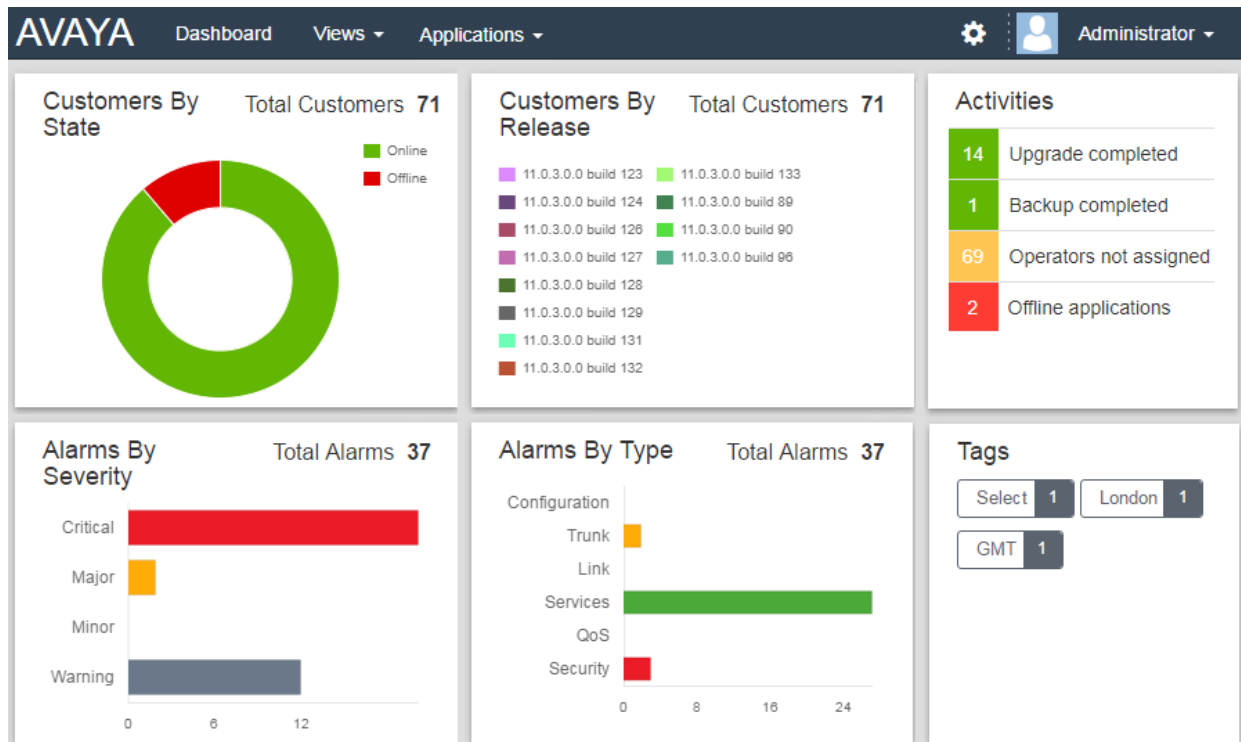 AVAYA Dashboard Views Applications Administrator
Customers By
State
Total Customers 71
Online
Offline
Customers By
Release
Total Customers 71
11.0.3.0.0 build 123
11.0.3.0.0 build 124
11.0.3.0.0 build 126
11.0.3.0.0 build 127
11.0.3.0.0 build 128
11.0.3.0.0 build 129
11.0.3.0.0 build 131
11.0.3.0.0 build 132
11.0.3.0.0 build 133
11.0.3.0.0 build 89
11.0.3.0.0 build 90
11.0.3.0.0 build 96
Activities
14 Upgrade completed
1 Backup completed
69 Operators not assigned
2 Offline applications
Alarms By
Severity
Total Alarms 37
Critical
Major
Minor
Warning
0 6 12
Alarms By Type
Total Alarms 37
Configuration
Trunk
Link
Services
QoS
Security
0 8 16 24
Tags
Select 1 London 1
GMT 1